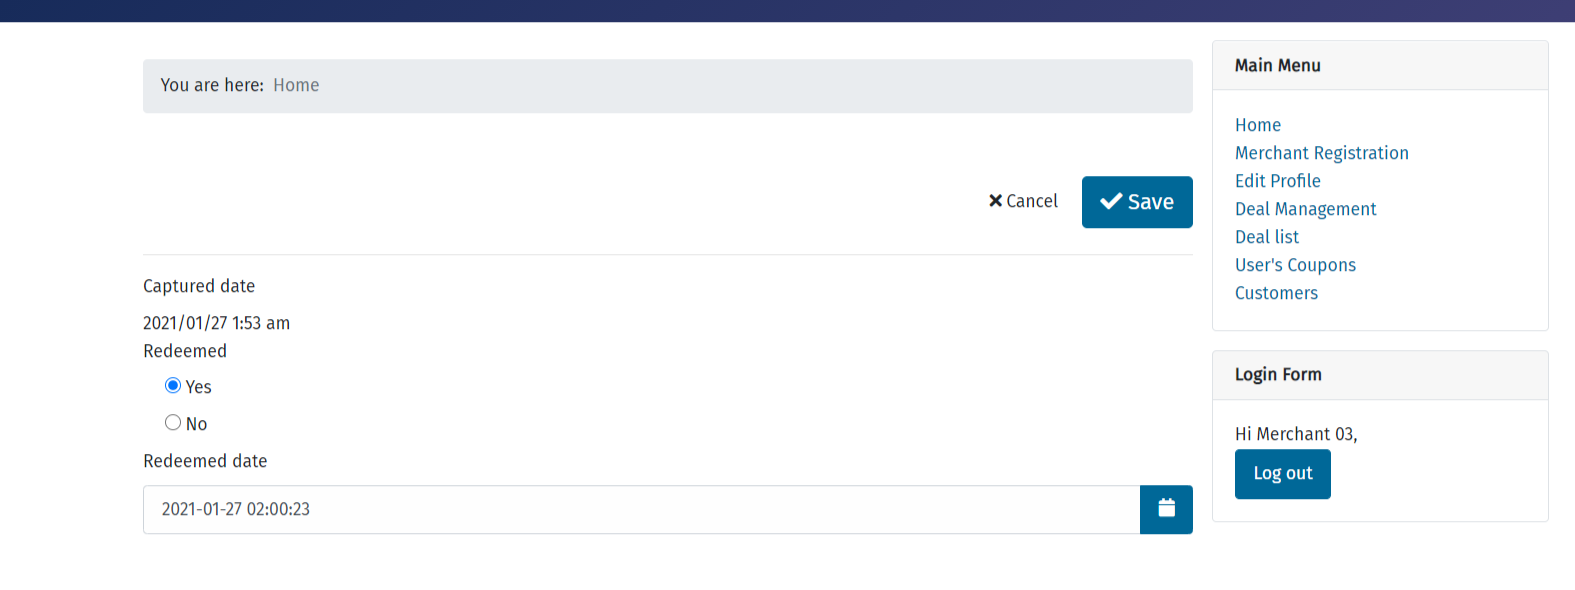 You are here: Home
Cancel
Save
Captured date
2021/01/27 1:53 am
Redeemed
Yes
No
Redeemed date
2021-01-27 02:00:23
Main Menu
Home
Merchant Registration
Edit Profile
Deal Management
Deal list
User's Coupons
Customers
Login Form
Hi Merchant 03,
Log out